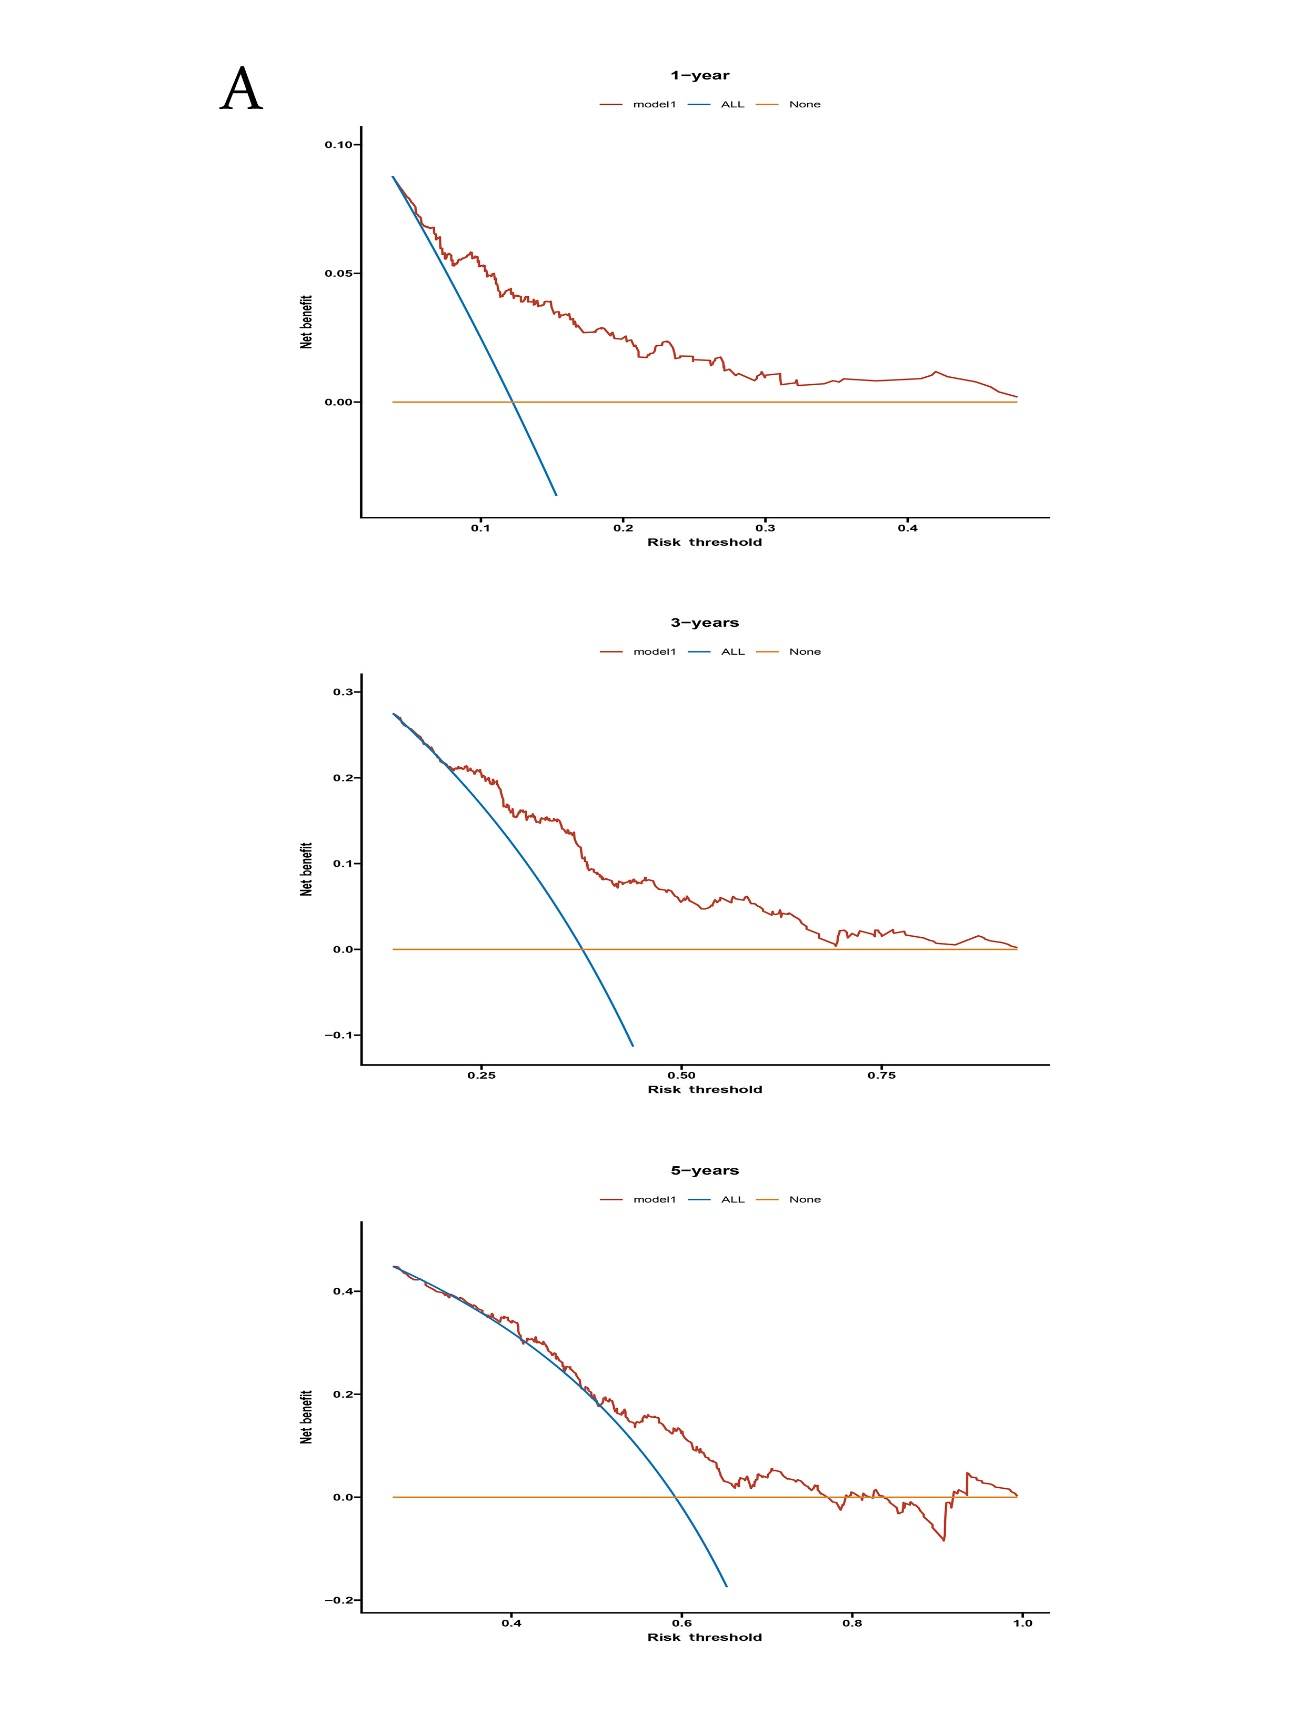 A
1−year
model1 ALL None
0.10
0.05
0.00
Net benefit
0.1 0.2 0.3 0.4
Risk threshold
3−years
model1 ALL None
0.3
0.2
0.1
0.0
−0.1
Net benefit
0.25 0.50 0.75
Risk threshold
5−years
model1 ALL None
0.4
0.2
0.0
−0.2
Net benefit
0.4 0.6 0.8 1.0
Risk threshold